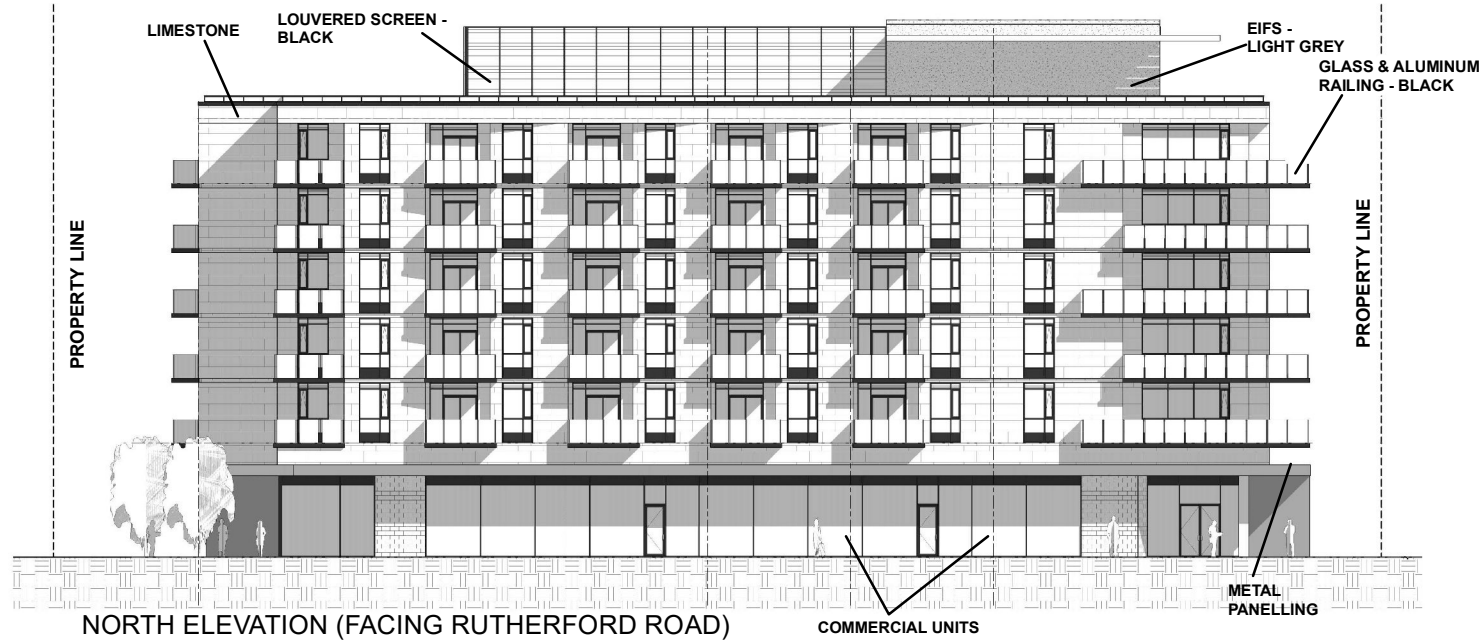 LIMESTONE
LOUVERED SCREEN -
BLACK
EIFS -
LIGHT GREY
GLASS & ALUMINUM
RAILING - BLACK
PROPERTY LINE
PROPERTY LINE
METAL
PANELLING
COMMERCIAL UNITS
NORTH ELEVATION (FACING RUTHERFORD ROAD)